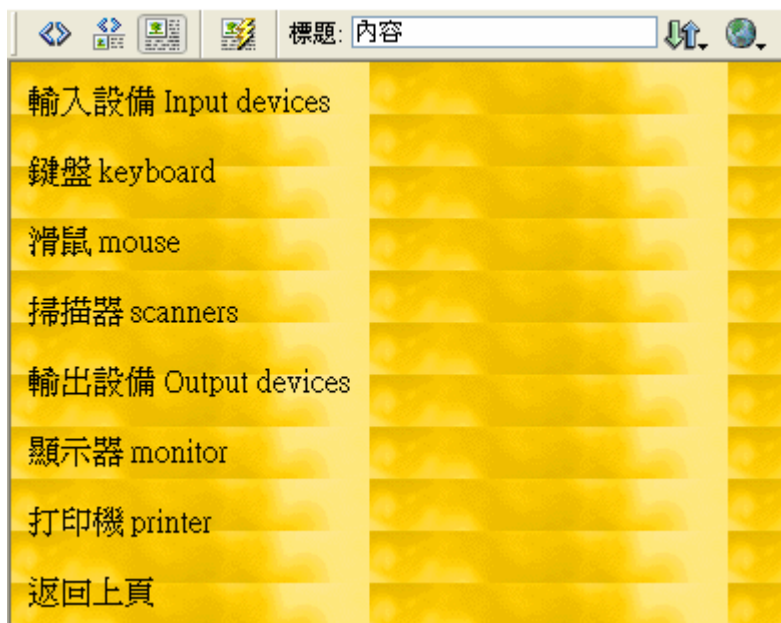 標題: 內容
輸入設備 Input devices
鍵盤 keyboard
滑鼠 mouse
掃描器 scanners
輸出設備 Output devices
顯示器 monitor
打印機 printer
返回上頁